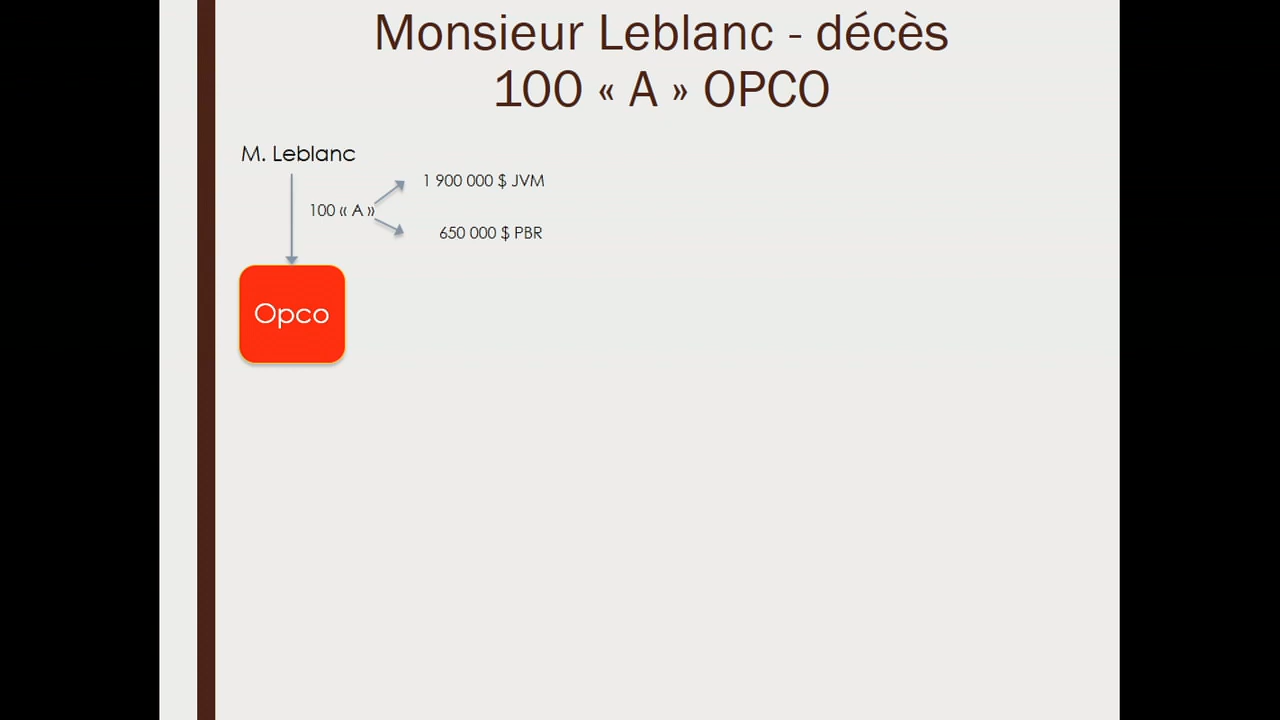 Monsieur Leblanc - décès
100 « A » OPCO
M. Leblanc
1 900 000 $ JVM
100 « A »
650 000 $ PBR
Opco